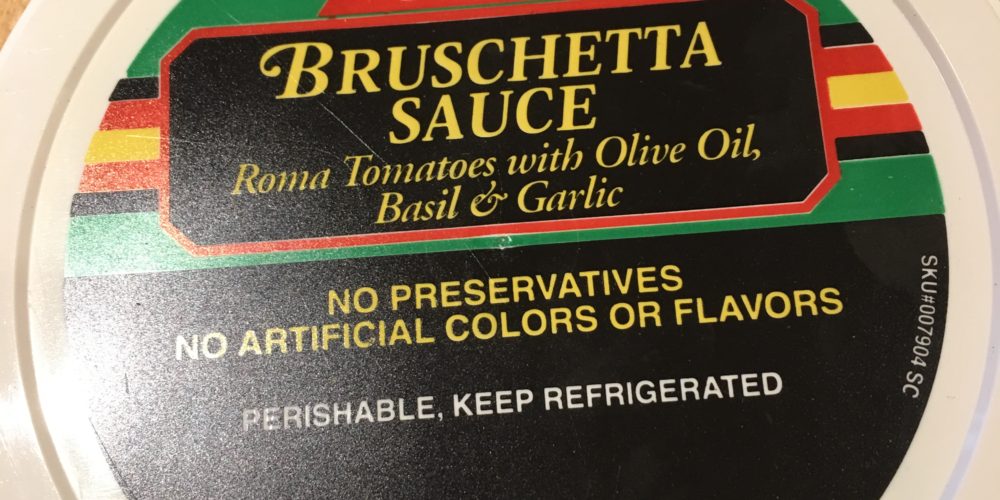 BRUSCHETTA
SAUCE
Roma Tomatoes with Olive Oil,
Basil & Garlic
NO PRESERVATIVES
NO ARTIFICIAL COLORS OR FLAVORS
PERISHABLE, KEEP REFRIGERATED
SKU#007904 SC